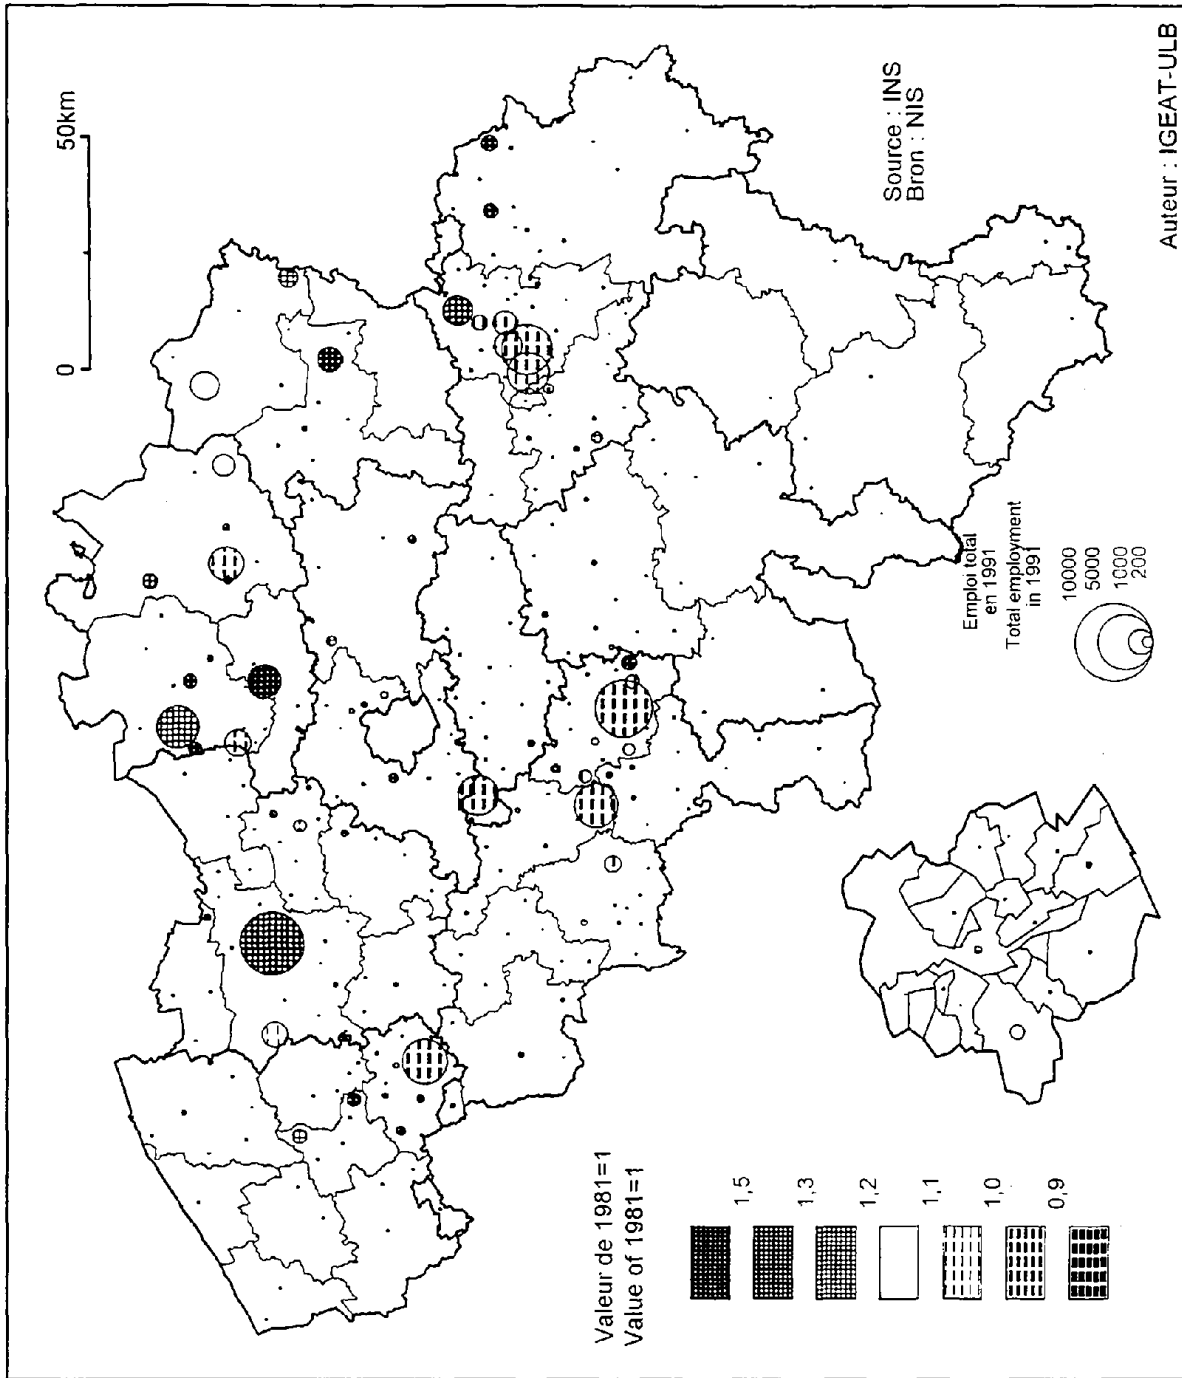 0 50km
Source : INS
Bron : NIS
Auteur : IGEAT-ULB
Emploi total
en 1991
Total employment
in 1991
10000
5000
1000
200
Valeur de 1981=1
Value of 1981=1
1,5
1,3
1,2
1,1
1,0
0,9